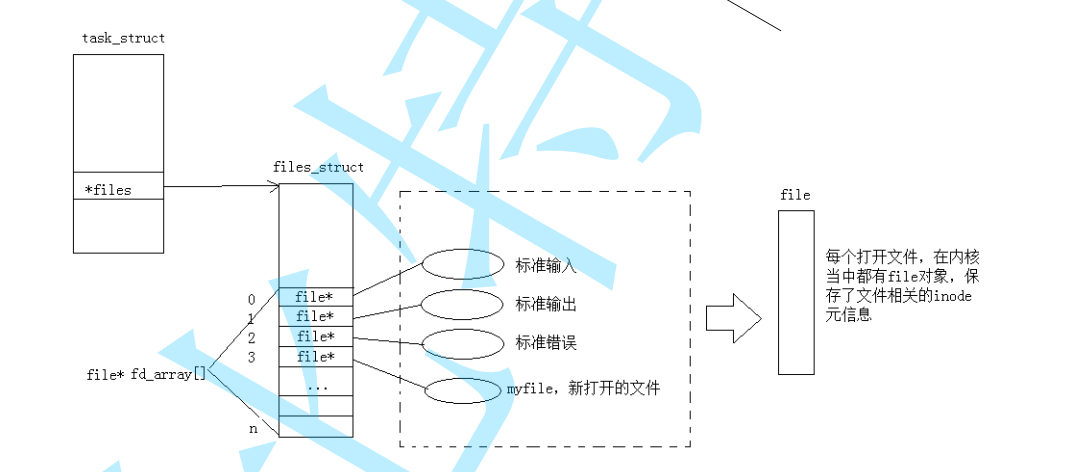 task_struct
*files
files_struct
file
每个打开文件，在内核
当中都有file对象，保
存了文件相关的inode
元信息
标准输入
0 file*
标准输出
1 file*
2 file*
标准错误
3 file*
file* fd_array[]
...
myfile，新打开的文件
n